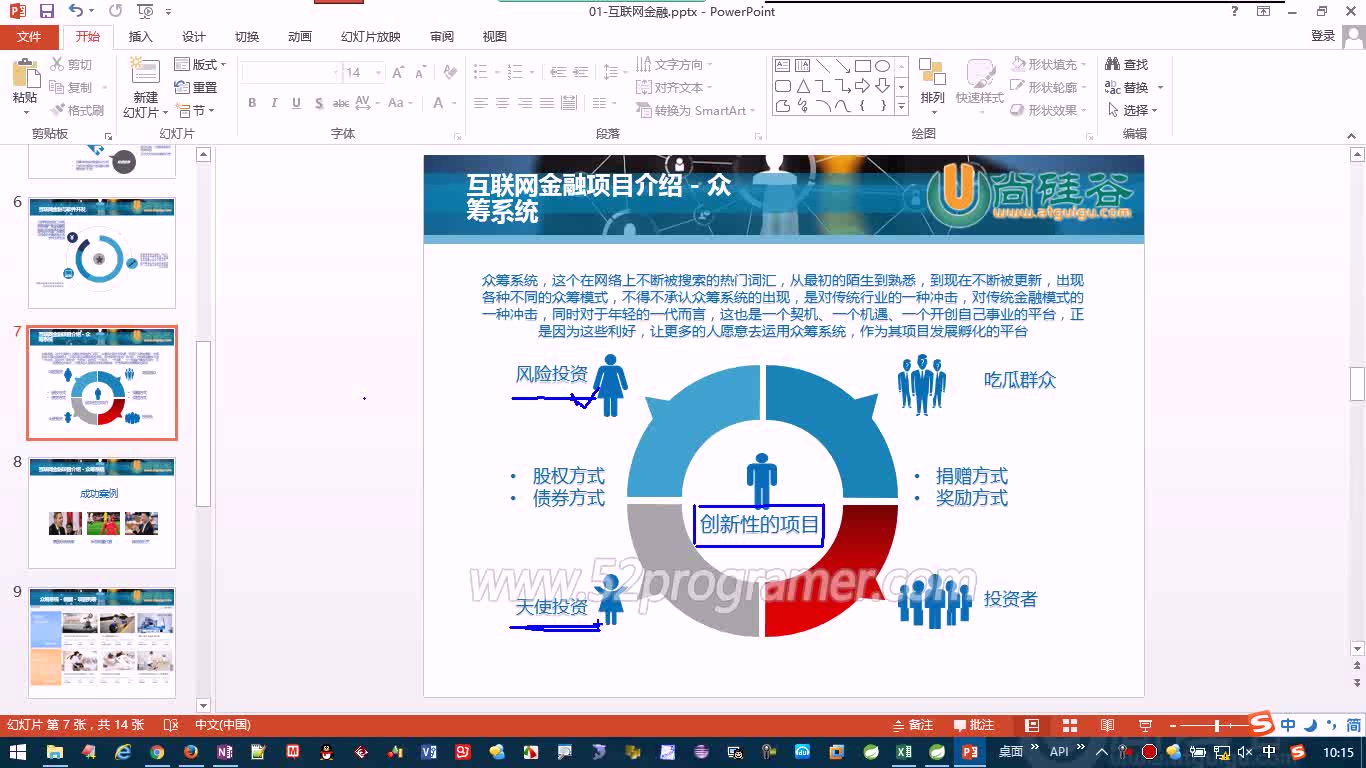 01-互联网金融.pptx - PowerPoint
文件 开始 插入 设计 切换 动画 幻灯片放映 审阅 视图 登录
剪切 版式 14 文字方向 形状填充 查找
复制 重置 对齐文本 形状轮廓 替换
粘贴 格式刷 新建 幻灯片 节 转换为 SmartArt 排列 快速样式 形状效果 选择
剪贴板 幻灯片 字体 段落 绘图 编辑
6
7
8
成功案例
9
互联网金融项目介绍 - 众
筹系统
尚硅谷
www.atguigu.com
众筹系统，这个在网络上不断被搜索的热门词汇，从最初的陌生到熟悉，到现在不断被更新，出现
各种不同的众筹模式，不得不承认众筹系统的出现，是对传统行业的一种冲击，对传统金融模式的
一种冲击，同时对于年轻的一代而言，这也是一个契机、一个机遇、一个开创自己事业的平台，正
是因为这些利好，让更多的人愿意去运用众筹系统，作为其项目发展孵化的平台
风险投资
吃瓜群众
• 股权方式
• 债券方式
• 捐赠方式
• 奖励方式
创新性的项目
www.52programer.com
天使投资
投资者
幻灯片 第 7 张，共 14 张 中文(中国) 备注 批注 中 简
桌面 API 中 10:15